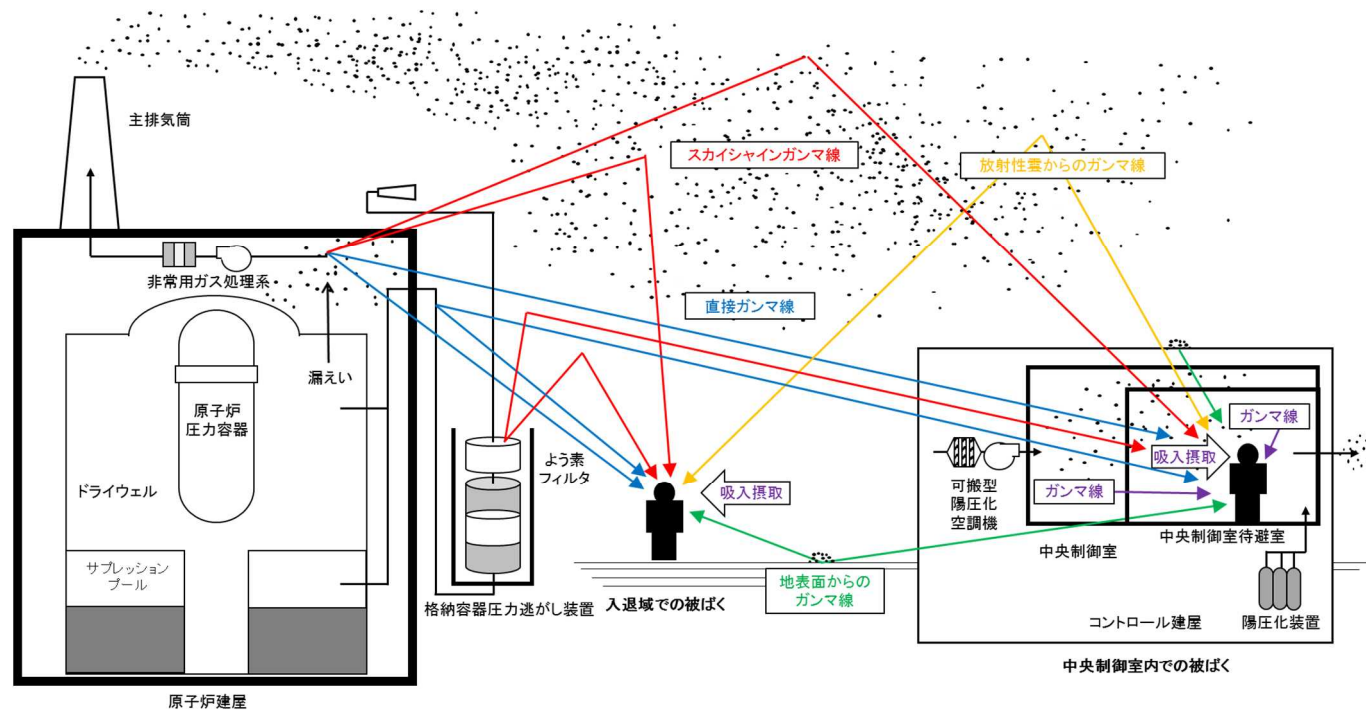 主排気筒
スカイシャインガンマ線
放射性雲からのガンマ線
非常用ガス処理系
直接ガンマ線
漏えい
原子炉
圧力容器
ドライウェル
よう素
フィルタ
吸入摂取
ガンマ線
吸入摂取
ガンマ線
可搬型
陽圧化
空調機
中央制御室
中央制御室待避室
サプレッション
プール
格納容器圧力逃がし装置
入退域での被ばく
地表面からの
ガンマ線
コントロール建屋
陽圧化装置
中央制御室内での被ばく
原子炉建屋